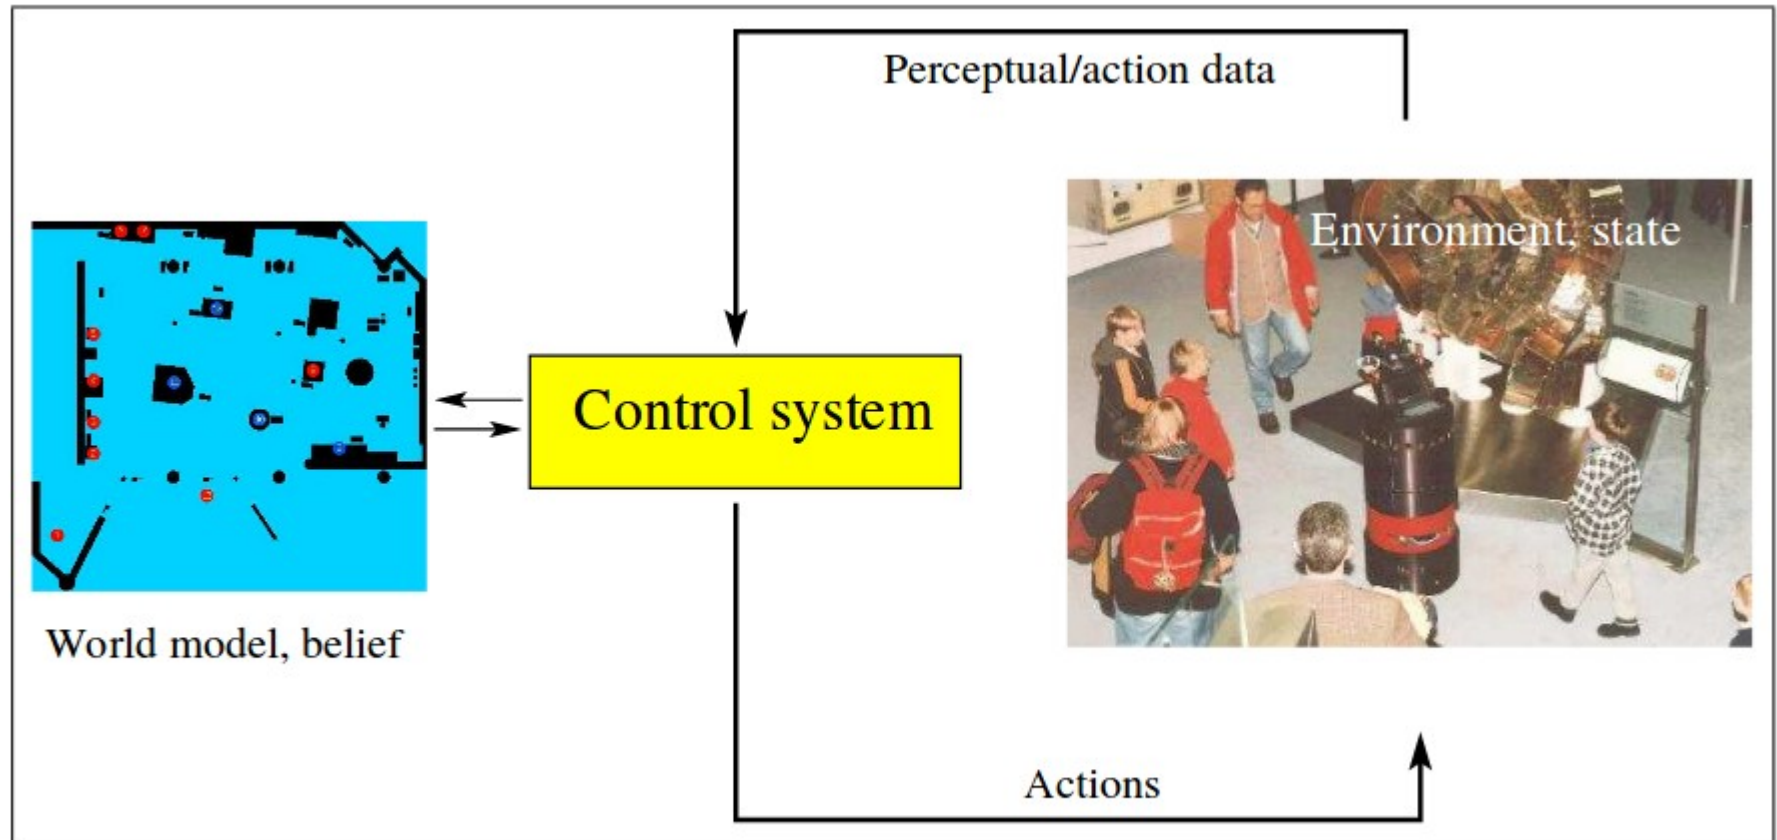 Perceptual/action data
Environment, state
Control system
World model, belief
Actions